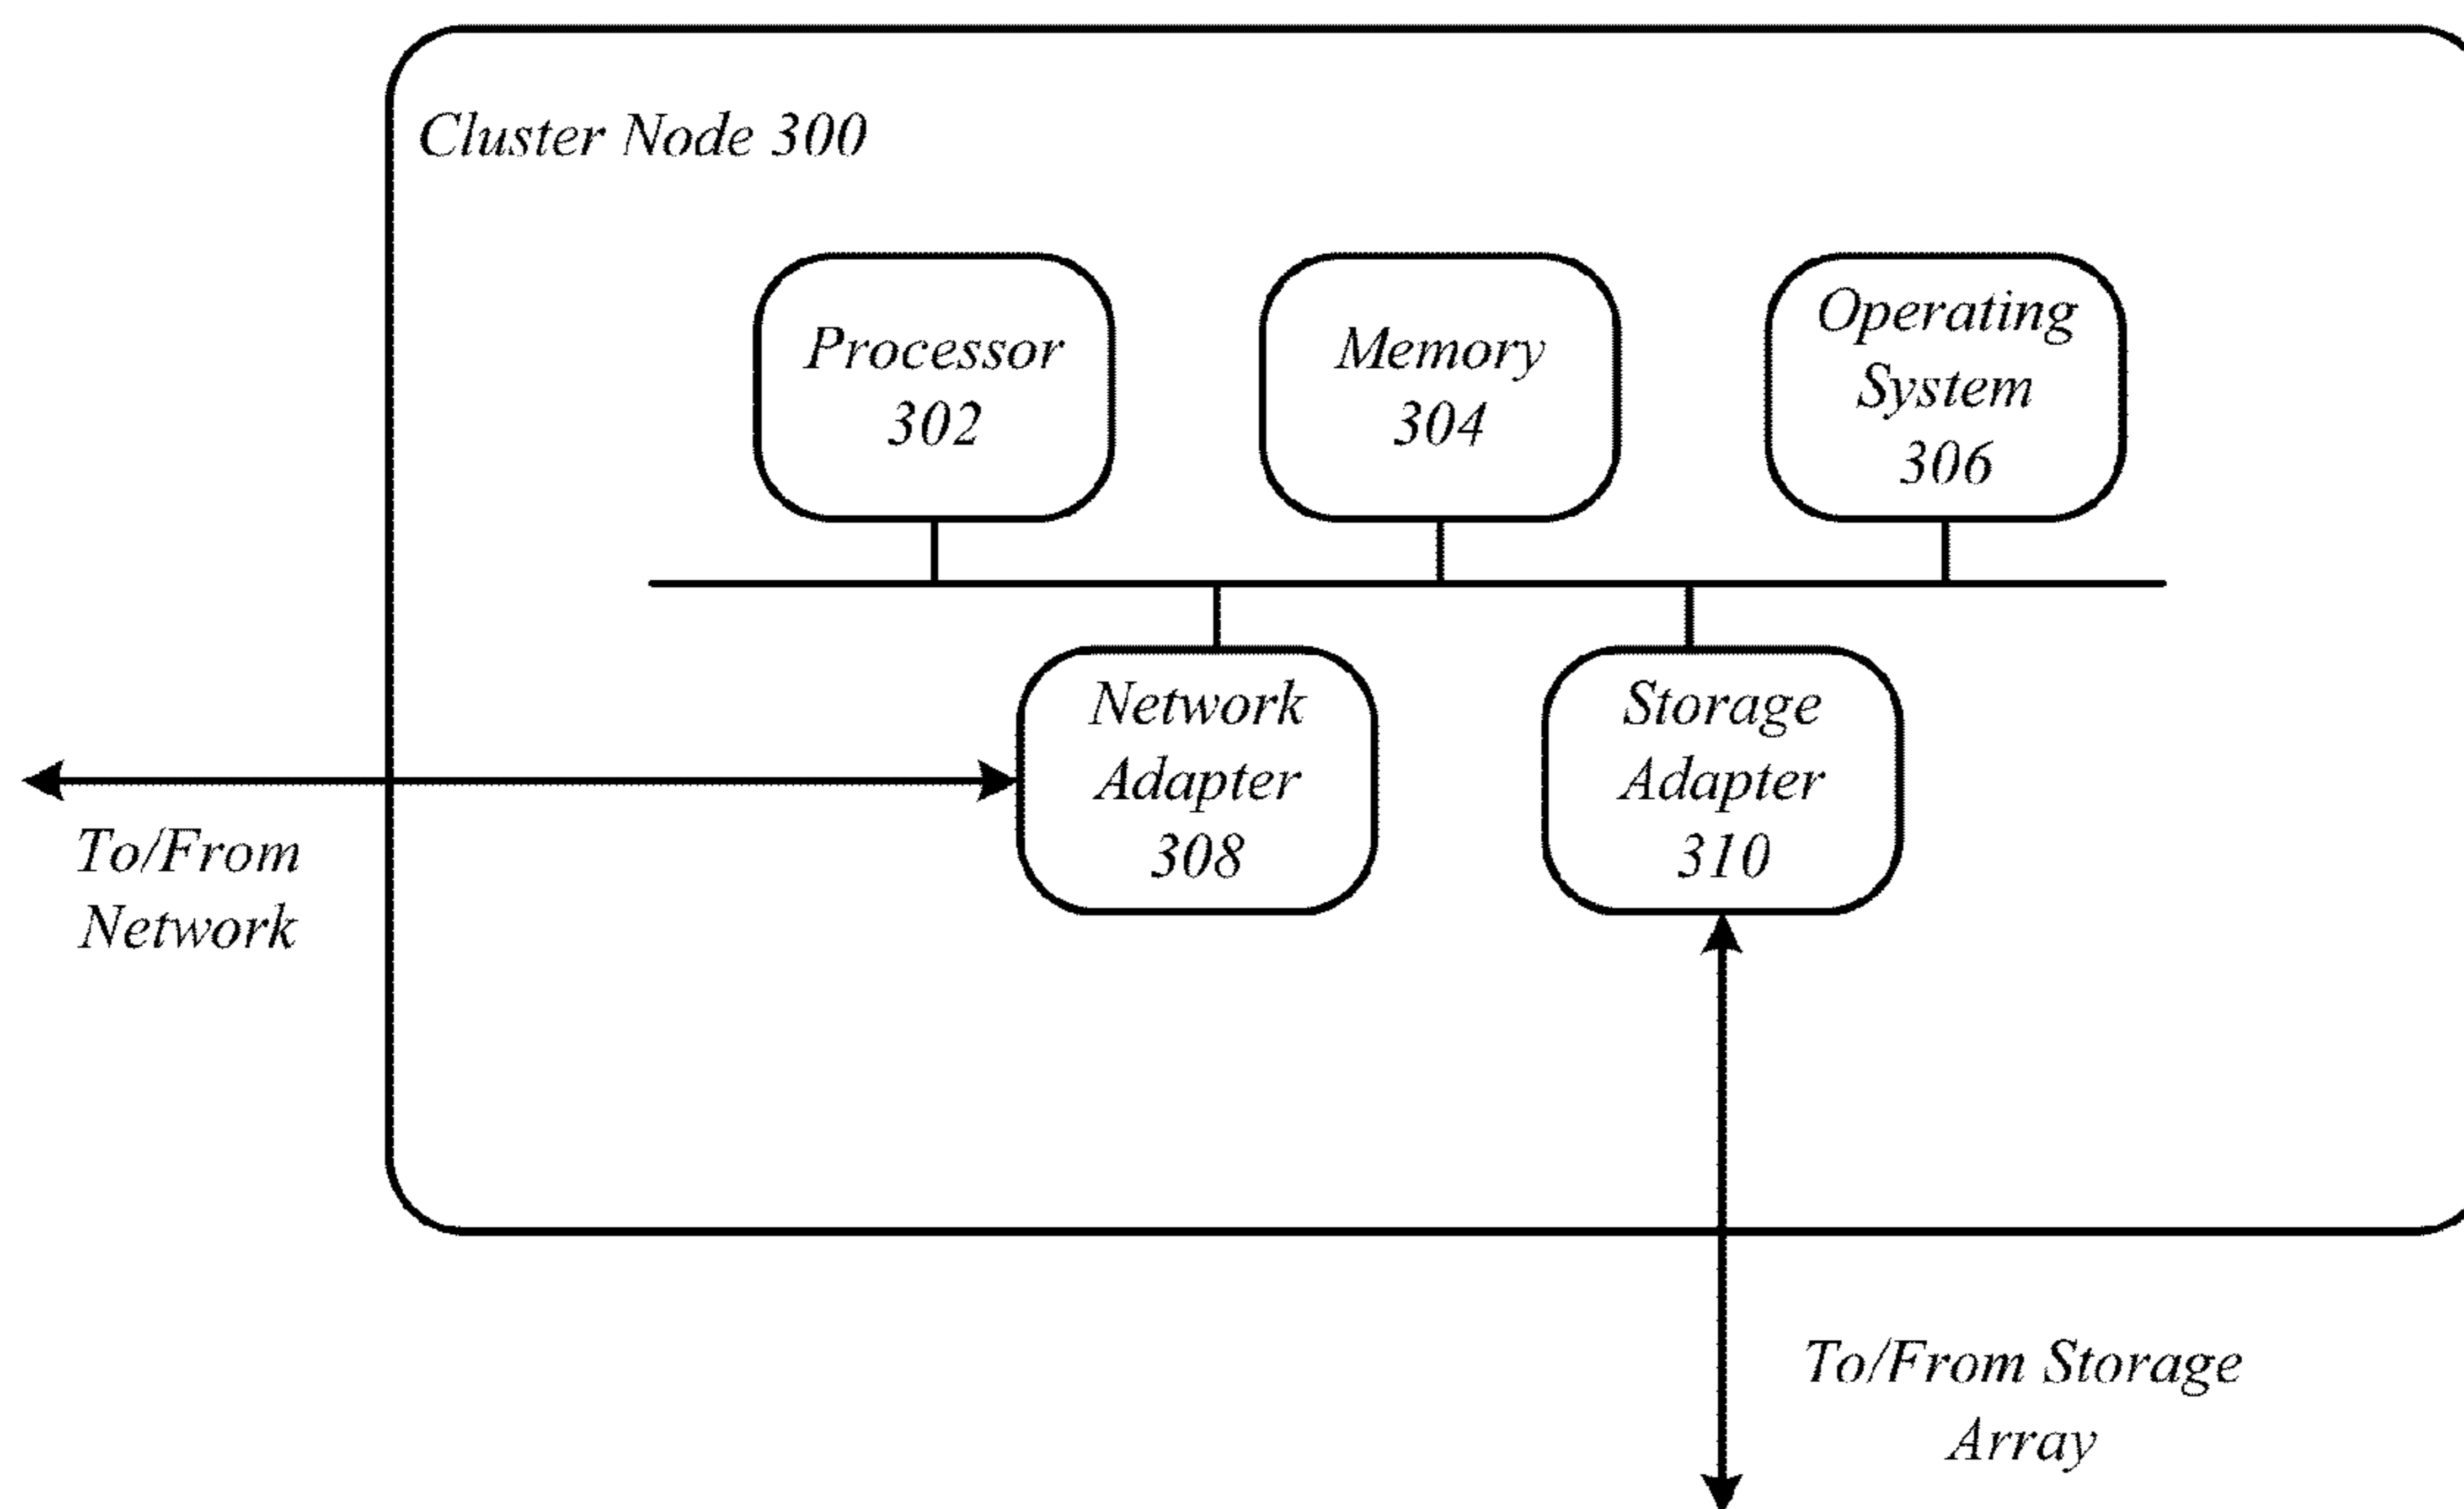 Cluster Node 300
Processor
302
Memory
304
Operating
System
306
Network
Adapter
308
Storage
Adapter
310
To/From
Network
To/From Storage
Array